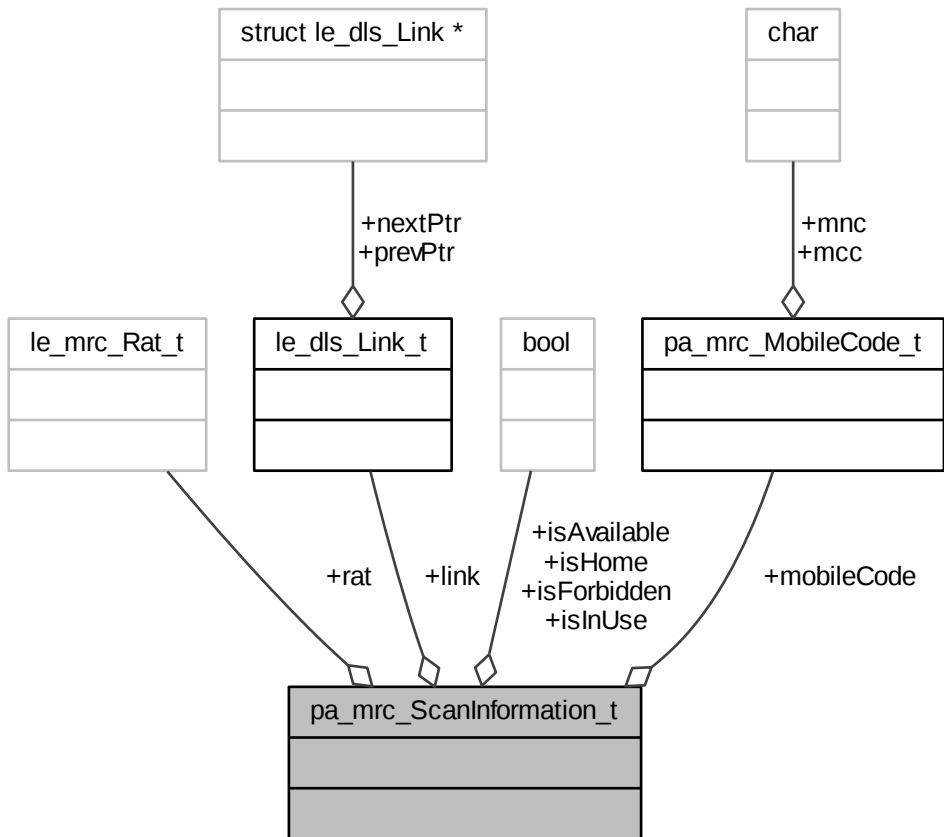 struct le_dls_Link *
char
+nextPtr
+prevPtr
+mnc
+mcc
le_mrc_Rat_t
le_dls_Link_t
bool
pa_mrc_MobileCode_t
+rat
+link
+isAvailable
+isHome
+isForbidden
+isInUse
+mobileCode
pa_mrc_ScanInformation_t